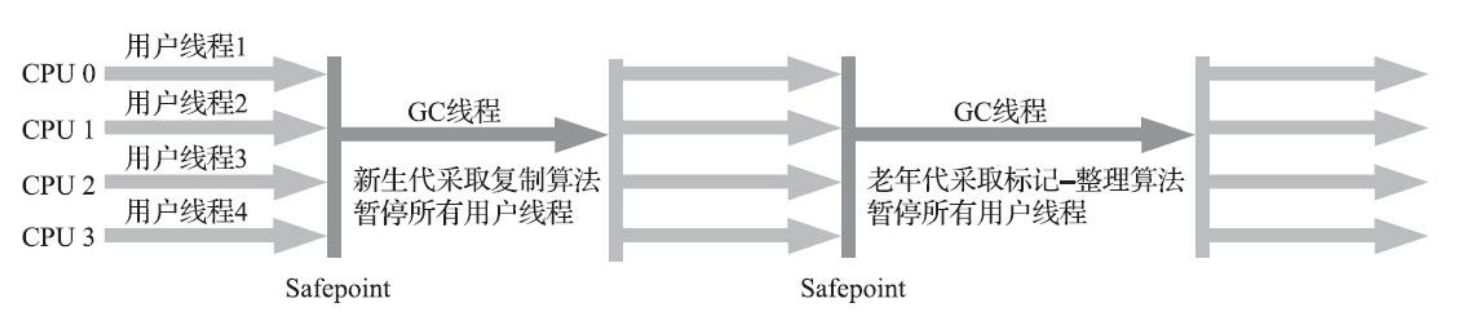 用户线程1
CPU 0
用户线程2
CPU 1
用户线程3
CPU 2
用户线程4
CPU 3
GC线程
新生代采取复制算法
暂停所有用户线程
GC线程
老年代采取标记–整理算法
暂停所有用户线程
Safepoint
Safepoint